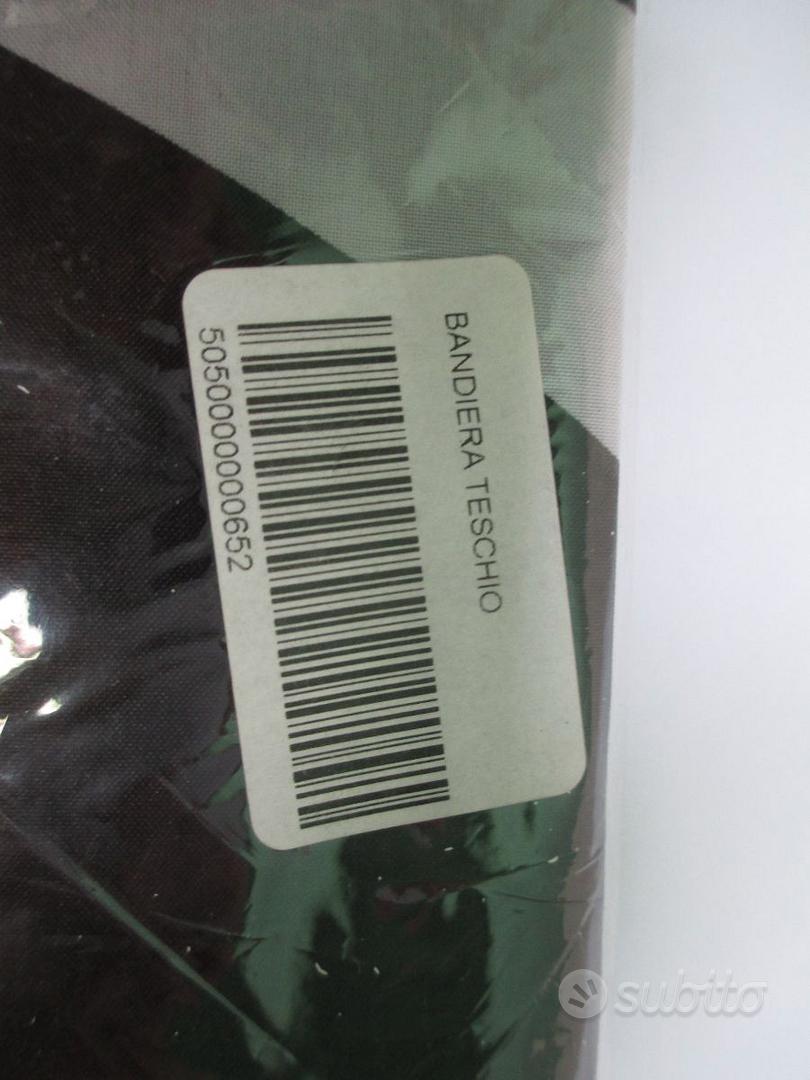 BANDIERA TESCHIO
5050000000652
subito